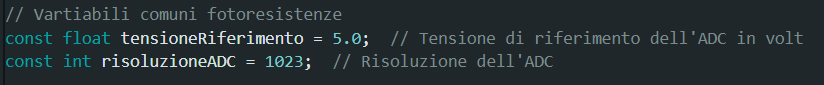 // Vartiabili comuni fotoresistenze
const float tensioneRiferimento = 5.0;  // Tensione di riferimento dell'ADC in volt
const int risoluzioneADC = 1023;  // Risoluzione dell'ADC